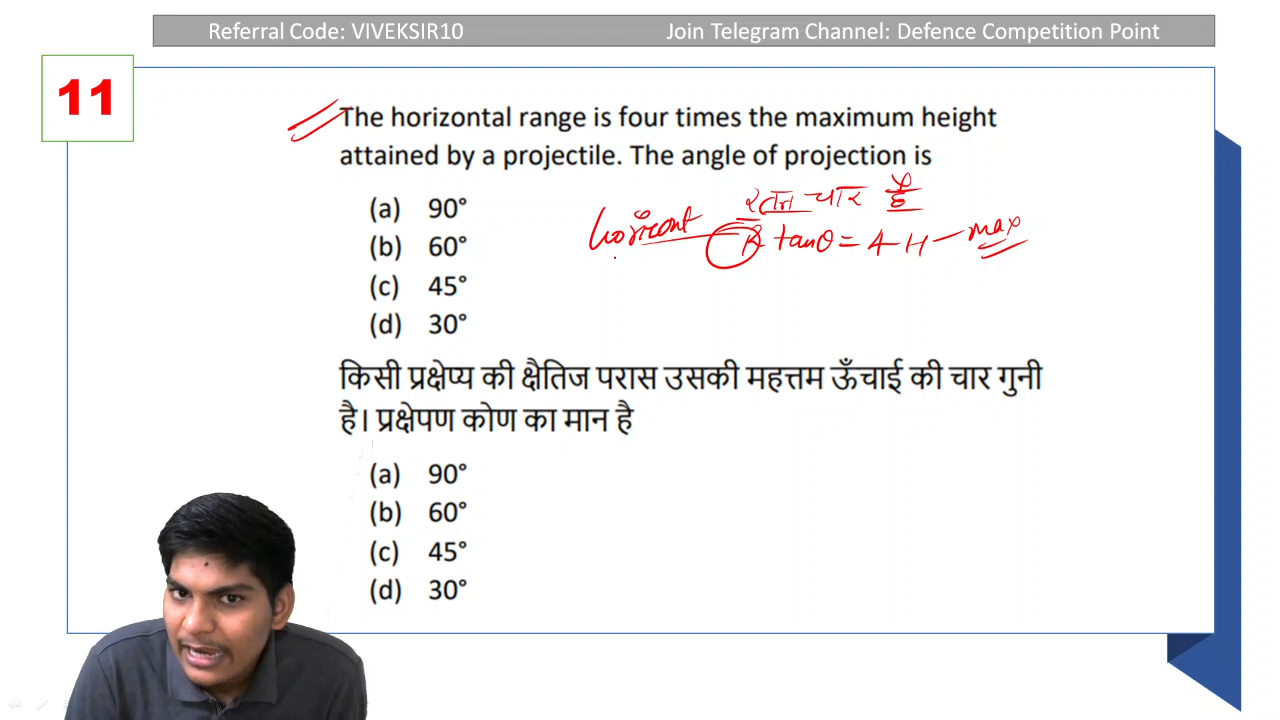 Referral Code: VIVEKSIR10
Join Telegram Channel: Defence Competition Point
11
The horizontal range is four times the maximum height
attained by a projectile. The angle of projection is
(a) 90°
(b) 60°
(c) 45°
(d) 30°
चार है
horizont R tanθ = 4 H max
किसी प्रक्षेप्य की क्षैतिज परास उसकी महत्तम ऊँचाई की चार गुनी
है। प्रक्षेपण कोण का मान है
(a) 90°
(b) 60°
(c) 45°
(d) 30°